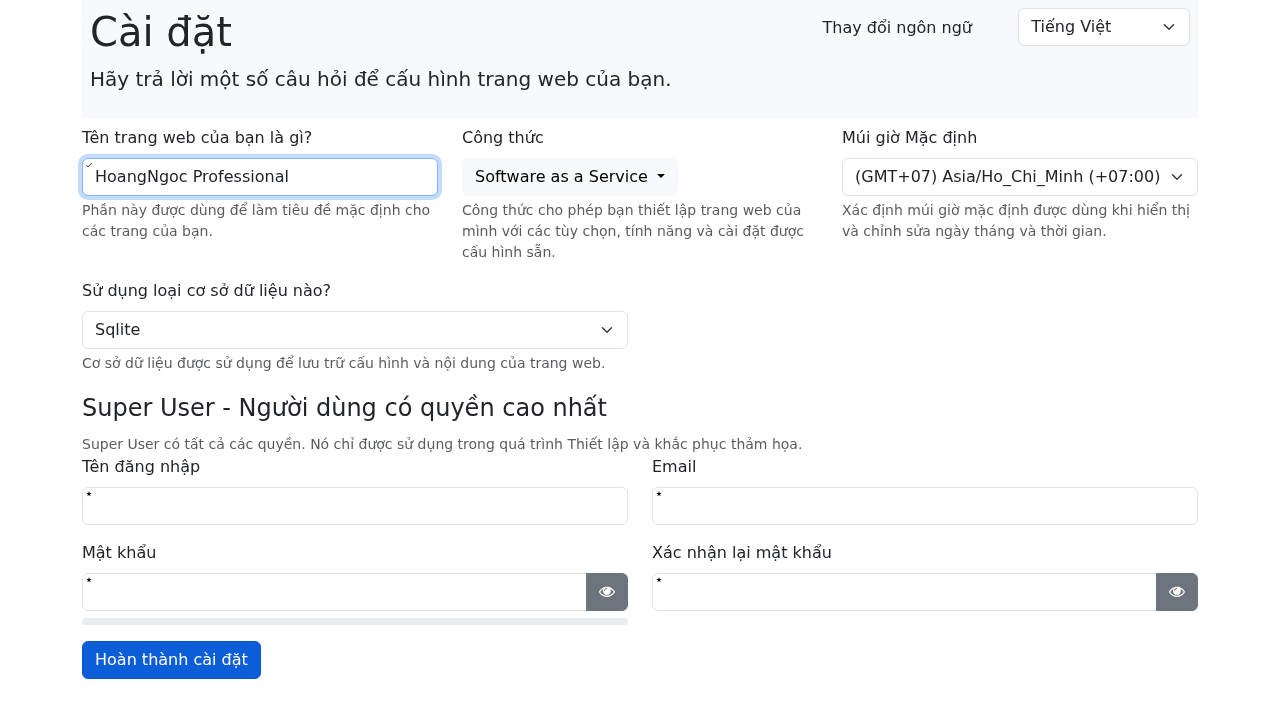 Cài đặt
Thay đổi ngôn ngữ
Tiếng Việt
Hãy trả lời một số câu hỏi để cấu hình trang web của bạn.
Tên trang web của bạn là gì?
HoangNgoc Professional
Phần này được dùng để làm tiêu đề mặc định cho
các trang của bạn.
Công thức
Software as a Service
Công thức cho phép bạn thiết lập trang web của
mình với các tùy chọn, tính năng và cài đặt được
cấu hình sẵn.
Múi giờ Mặc định
(GMT+07) Asia/Ho_Chi_Minh (+07:00)
Xác định múi giờ mặc định được dùng khi hiển thị
và chỉnh sửa ngày tháng và thời gian.
Sử dụng loại cơ sở dữ liệu nào?
Sqlite
Cơ sở dữ liệu được sử dụng để lưu trữ cấu hình và nội dung của trang web.
Super User - Người dùng có quyền cao nhất
Super User có tất cả các quyền. Nó chỉ được sử dụng trong quá trình Thiết lập và khắc phục thảm họa.
Tên đăng nhập
Email
Mật khẩu
Xác nhận lại mật khẩu
Hoàn thành cài đặt